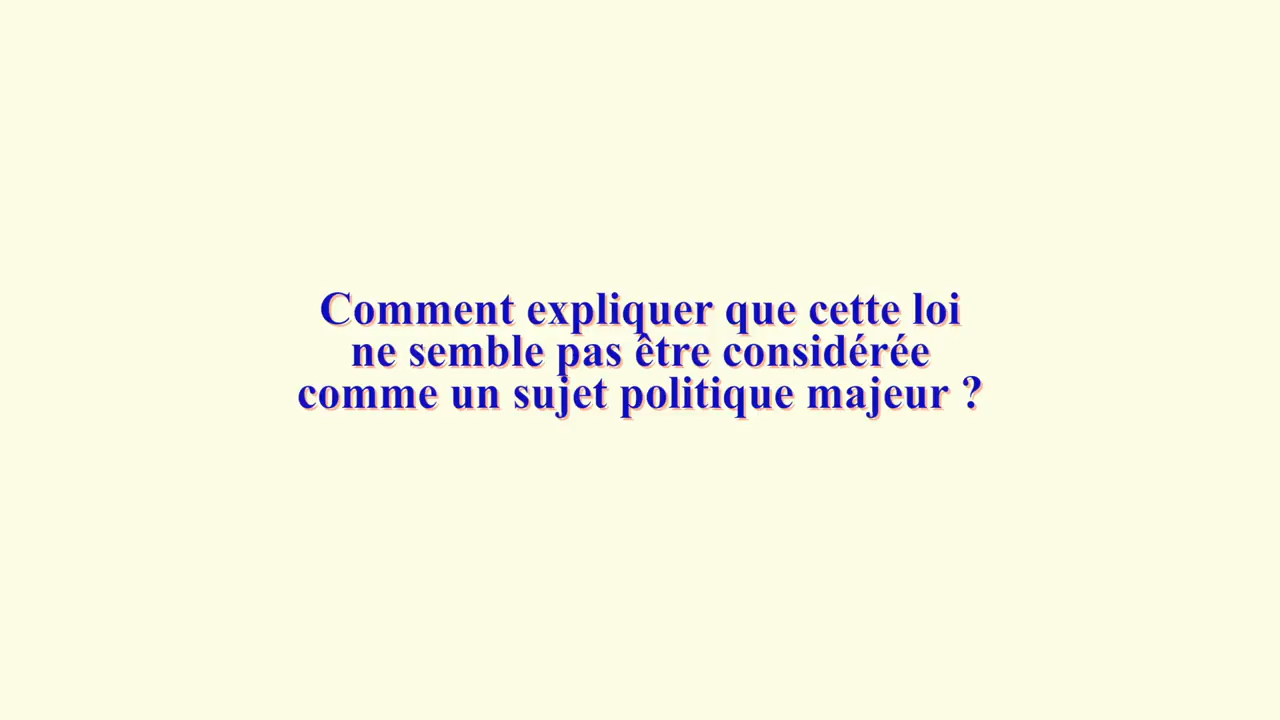 Comment expliquer que cette loi
ne semble pas être considérée
comme un sujet politique majeur ?